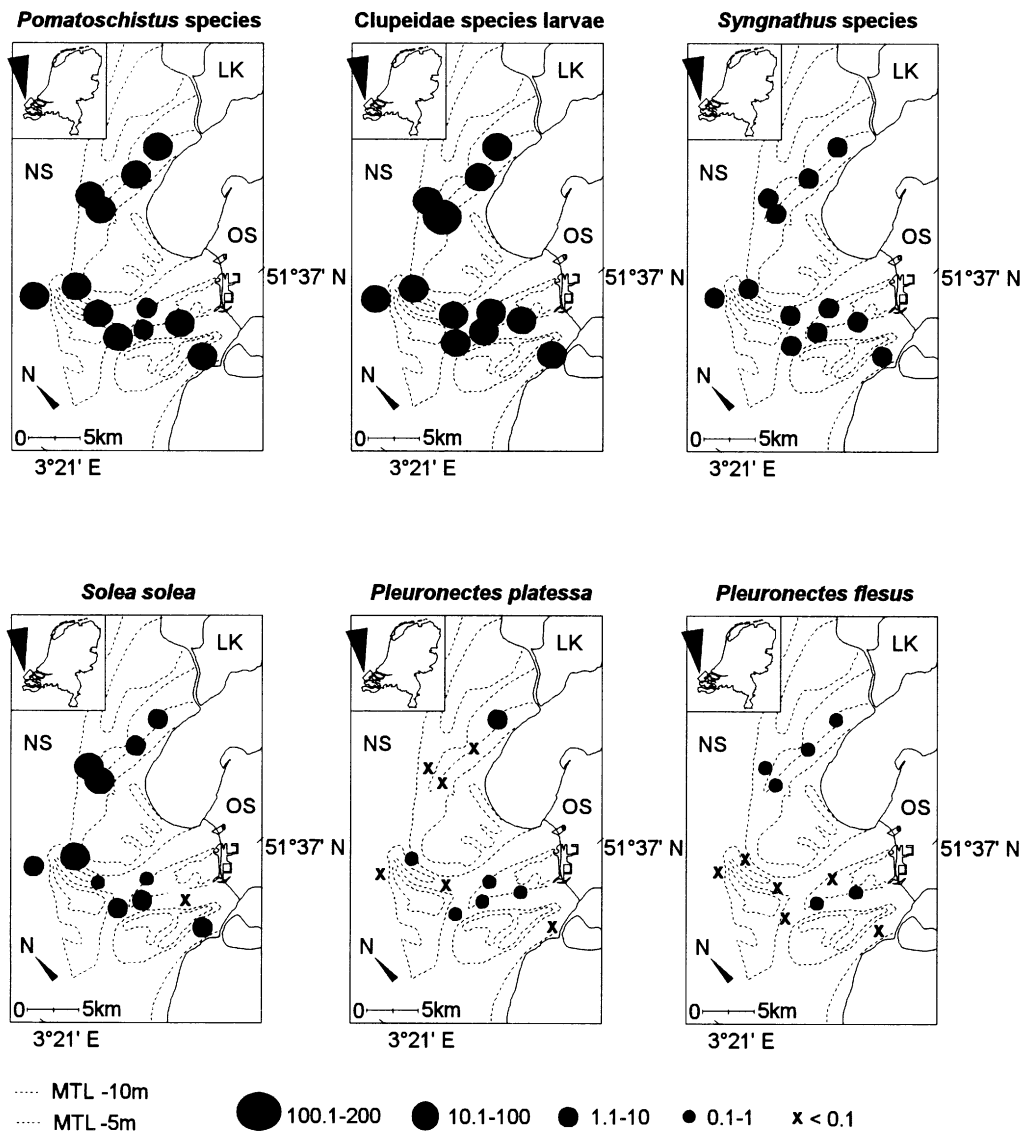 Pomatoschistus species
Clupeidae species larvae
Syngnathus species
LK
NS
OS
N
0 5km
3°21' E
LK
NS
OS
51°37' N
N
0 5km
3°21' E
LK
NS
OS
51°37' N
N
0 5km
3°21' E
51°37' N
Solea solea
Pleuronectes platessa
Pleuronectes flesus
LK
NS
OS
N
0 5km
3°21' E
LK
NS
OS
51°37' N
x
x
x
x
x
x
N
0 5km
3°21' E
LK
NS
OS
51°37' N
x
x
x
x
x
x
x
N
0 5km
3°21' E
51°37' N
MTL -10m
MTL -5m
100.1-200
10.1-100
1.1-10
0.1-1
x < 0.1